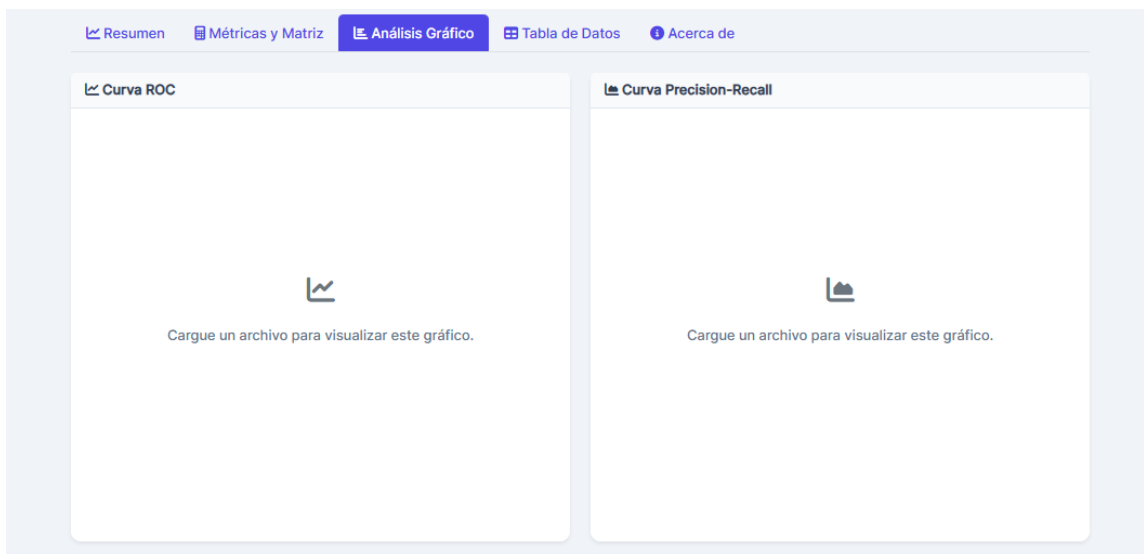 Resumen Métricas y Matriz Análisis Gráfico Tabla de Datos Acerca de
Curva ROC
Cargue un archivo para visualizar este gráfico.
Curva Precision-Recall
Cargue un archivo para visualizar este gráfico.